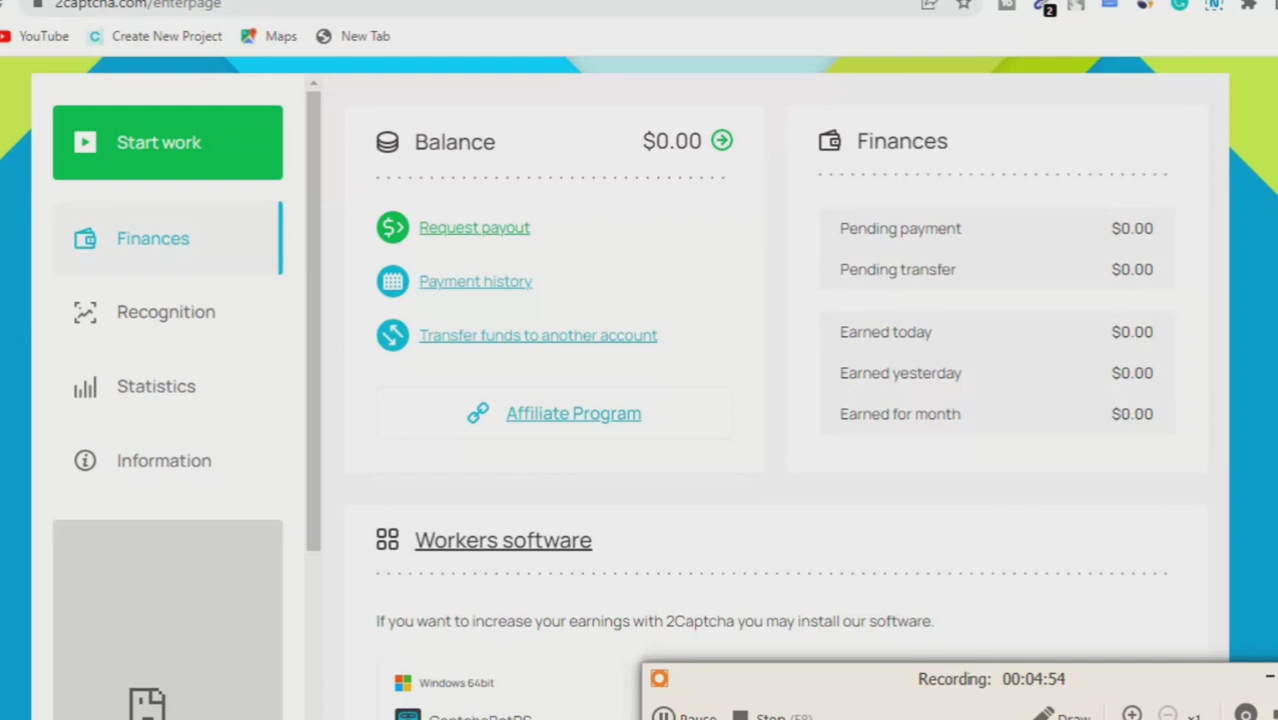 2captcha.com/enterpage
2
YouTube
Create New Project
Maps
New Tab
Start work
Finances
Recognition
Statistics
Information
Balance
$0.00
Request payout
Payment history
Transfer funds to another account
Affiliate Program
Finances
Pending payment $0.00
Pending transfer $0.00
Earned today $0.00
Earned yesterday $0.00
Earned for month $0.00
Workers software
If you want to increase your earnings with 2Captcha you may install our software.
Windows 64bit
Recording: 00:04:54
Pause
Stop (F8)
Draw
x1